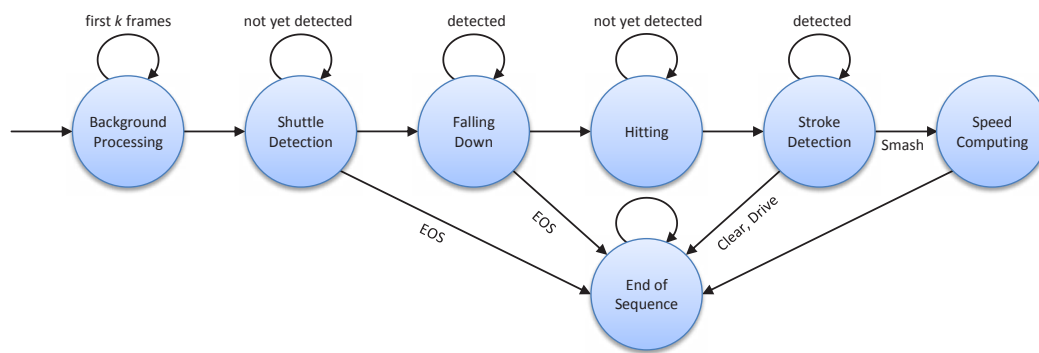 first k frames
not yet detected
detected
not yet detected
detected
Background
Processing
Shuttle
Detection
Falling
Down
Hitting
Stroke
Detection
Smash
Speed
Computing
EOS
EOS
Clear, Drive
End of
Sequence